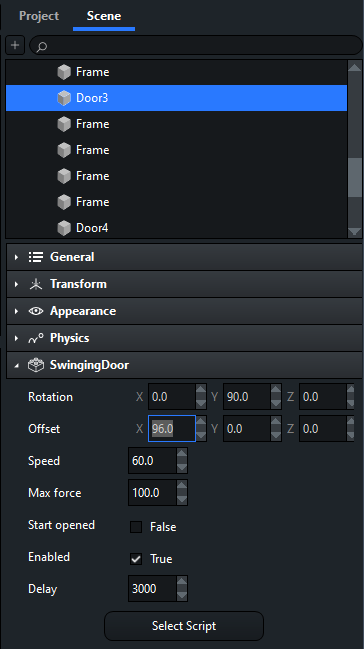 Project Scene
+
Frame
Door3
Frame
Frame
Frame
Frame
Door4
General
Transform
Appearance
Physics
SwingingDoor
Rotation X 0.0 Y 90.0 Z 0.0
Offset X 96.0 Y 0.0 Z 0.0
Speed 60.0
Max force 100.0
Start opened False
Enabled True
Delay 3000
Select Script